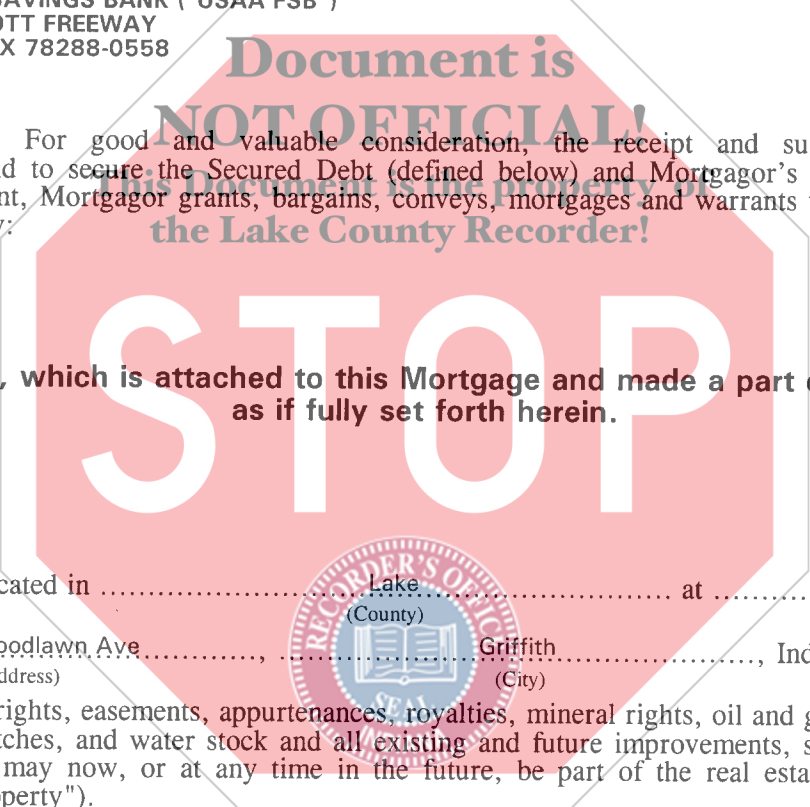 SAVINGS BANK ("USAA FSB")
OTT FREEWAY
X 78288-0558
Document is
NOT OFFICIAL!
This Document is the property of
the Lake County Recorder!
For good and valuable consideration, the receipt and su
d to secure the Secured Debt (defined below) and Mortgagor's
nt, Mortgagor grants, bargains, conveys, mortgages and warrants
y:
STOP
, which is attached to this Mortgage and made a part
as if fully set forth herein.
cated in Lake at
(County)
oodlawn Ave, Griffith, Ind
ddress) (City)
RECORDER'S OFFICE
SEAL
INDIANA
rights, easements, appurtenances, royalties, mineral rights, oil and g
tches, and water stock and all existing and future improvements, s
may now, or at any time in the future, be part of the real esta
perty").